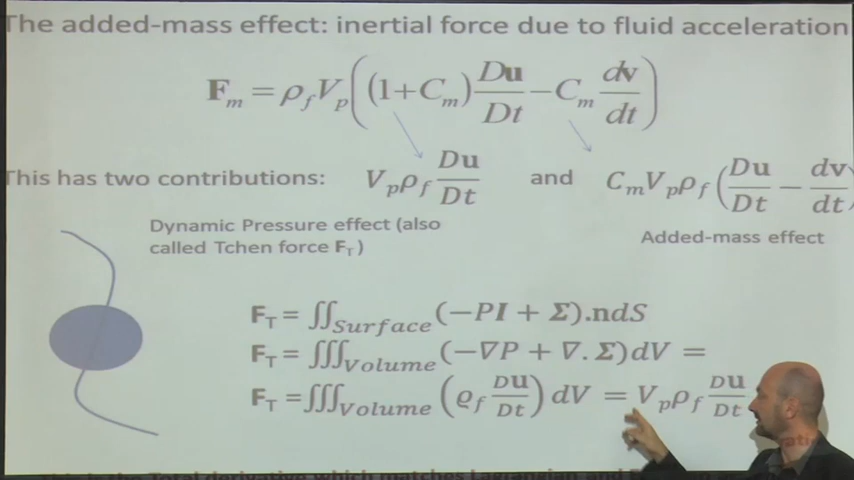 The added-mass effect: inertial force due to fluid acceleration
F_m = ρ_f V_p ((1+C_m) Du/Dt − C_m dv/dt)
This has two contributions: V_p ρ_f Du/Dt and C_m V_p ρ_f (Du/Dt − dv/dt)
Dynamic Pressure effect (also
called Tchen force F_T)
Added-mass effect
F_T = ∬_Surface (−PI + Σ).ndS
F_T = ∭_Volume (−∇P + ∇.Σ)dV =
F_T = ∭_Volume (ϱ_f Du/Dt) dV = V_p ρ_f Du/Dt